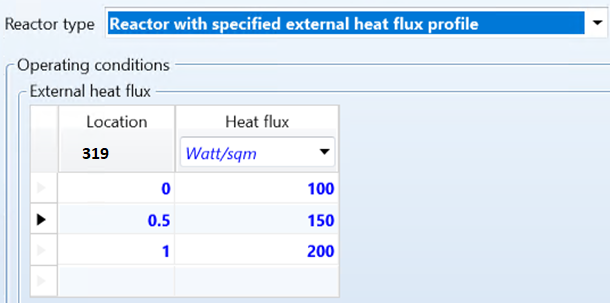 Reactor type Reactor with specified external heat flux profile
Operating conditions
External heat flux
Location Heat flux
319 Watt/sqm
0 100
0.5 150
1 200